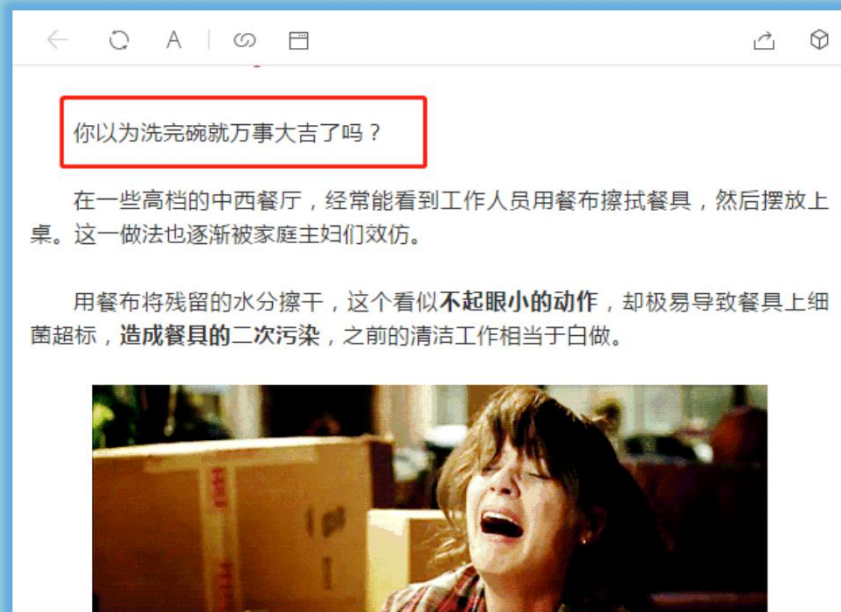 A
你以为洗完碗就万事大吉了吗？
在一些高档的中西餐厅，经常能看到工作人员用餐布擦拭餐具，然后摆放上
桌。这一做法也逐渐被家庭主妇们效仿。
用餐布将残留的水分擦干，这个看似不起眼小的动作，却极易导致餐具上细
菌超标，造成餐具的二次污染，之前的清洁工作相当于白做。